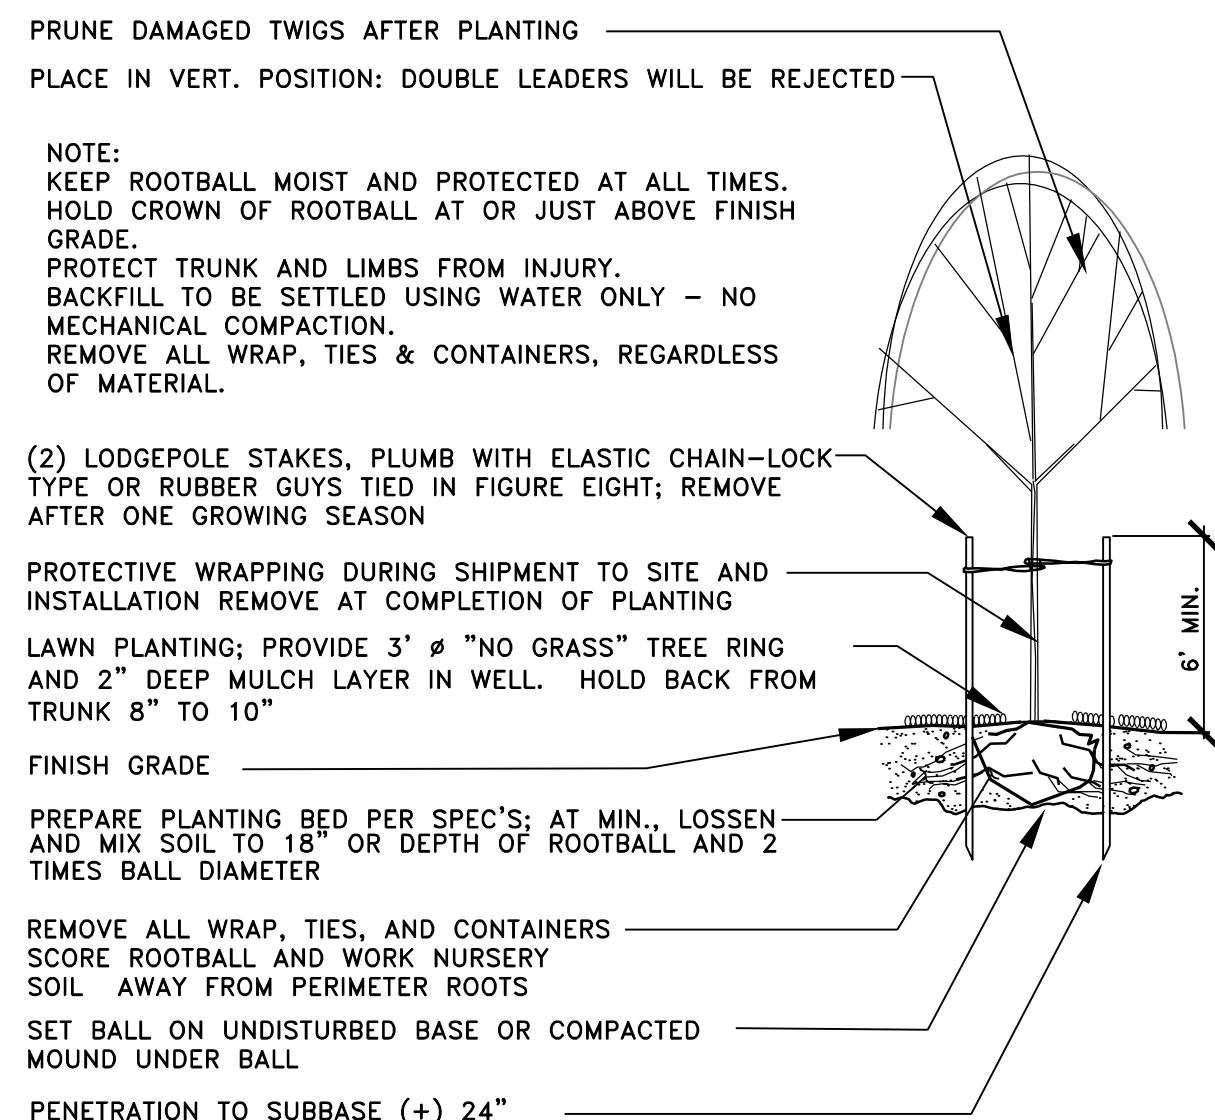 PRUNE DAMAGED TWIGS AFTER PLANTING
PLACE IN VERT. POSITION: DOUBLE LEADERS WILL BE REJECTED
NOTE:
KEEP ROOTBALL MOIST AND PROTECTED AT ALL TIMES.
HOLD CROWN OF ROOTBALL AT OR JUST ABOVE FINISH
GRADE.
PROTECT TRUNK AND LIMBS FROM INJURY.
BACKFILL TO BE SETTLED USING WATER ONLY – NO
MECHANICAL COMPACTION.
REMOVE ALL WRAP, TIES & CONTAINERS, REGARDLESS
OF MATERIAL.
(2) LODGEPOLE STAKES, PLUMB WITH ELASTIC CHAIN–LOCK
TYPE OR RUBBER GUYS TIED IN FIGURE EIGHT; REMOVE
AFTER ONE GROWING SEASON
PROTECTIVE WRAPPING DURING SHIPMENT TO SITE AND
INSTALLATION REMOVE AT COMPLETION OF PLANTING
6' MIN.
LAWN PLANTING; PROVIDE 3' ø "NO GRASS" TREE RING
AND 2" DEEP MULCH LAYER IN WELL. HOLD BACK FROM
TRUNK 8" TO 10"
FINISH GRADE
PREPARE PLANTING BED PER SPEC'S; AT MIN., LOSSEN
AND MIX SOIL TO 18" OR DEPTH OF ROOTBALL AND 2
TIMES BALL DIAMETER
REMOVE ALL WRAP, TIES, AND CONTAINERS
SCORE ROOTBALL AND WORK NURSERY
SOIL AWAY FROM PERIMETER ROOTS
SET BALL ON UNDISTURBED BASE OR COMPACTED
MOUND UNDER BALL
PENETRATION TO SUBBASE (+) 24"